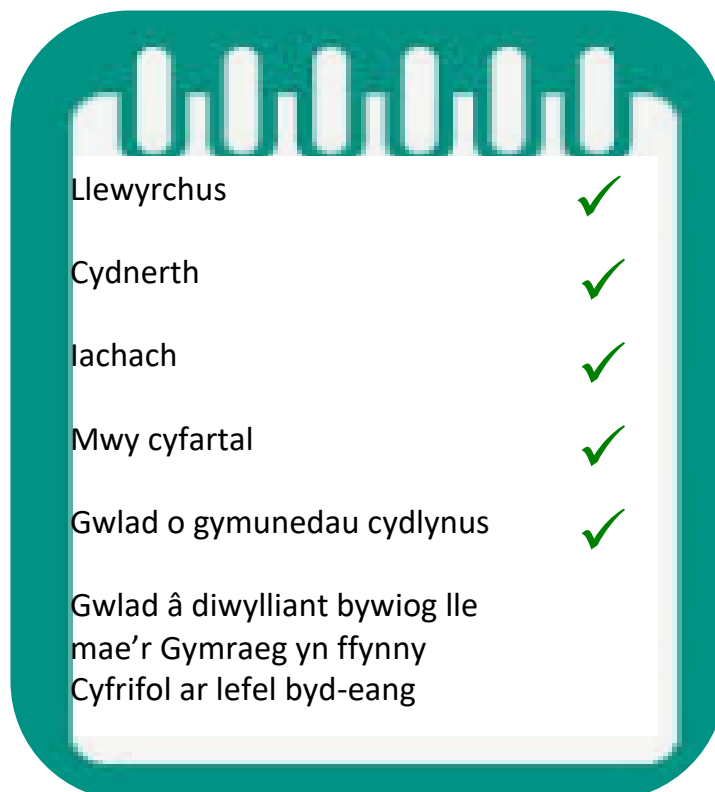 Llewyrchus ✓
Cydnerth ✓
Iachach ✓
Mwy cyfartal ✓
Gwlad o gymunedau cydlynus ✓
Gwlad â diwylliant bywiog lle
mae’r Gymraeg yn ffynny
Cyfrifol ar lefel byd-eang